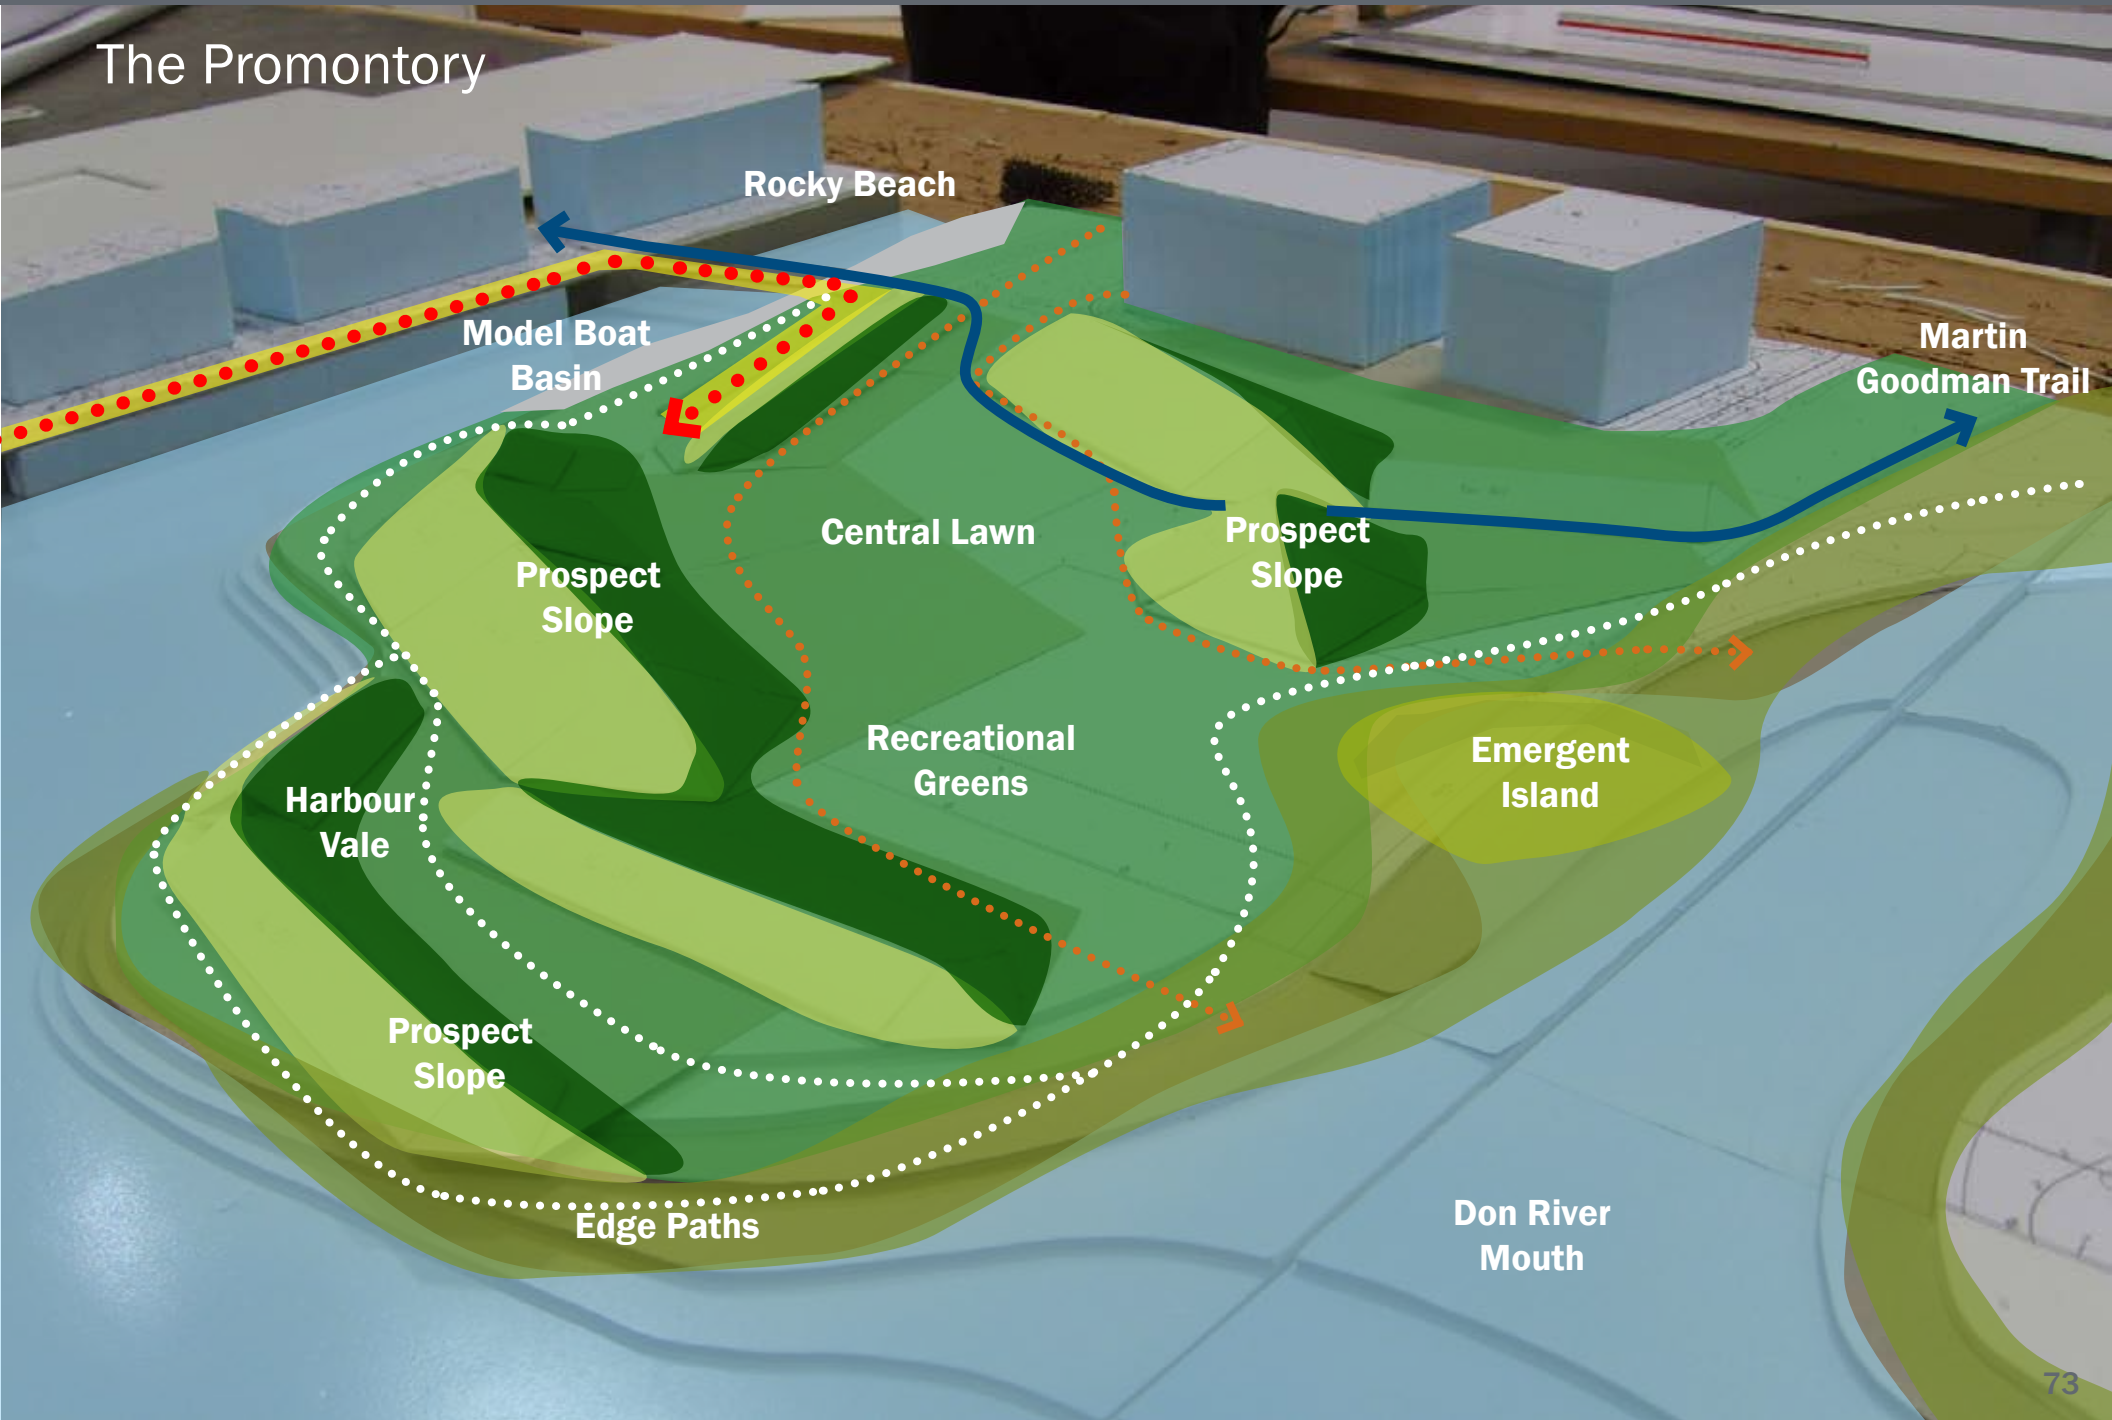 The Promontory
Rocky Beach
Model Boat
Basin
Martin
Goodman Trail
Central Lawn
Prospect
Slope
Prospect
Slope
Recreational
Greens
Emergent
Island
Harbour
Vale
Prospect
Slope
Edge Paths
Don River
Mouth
73